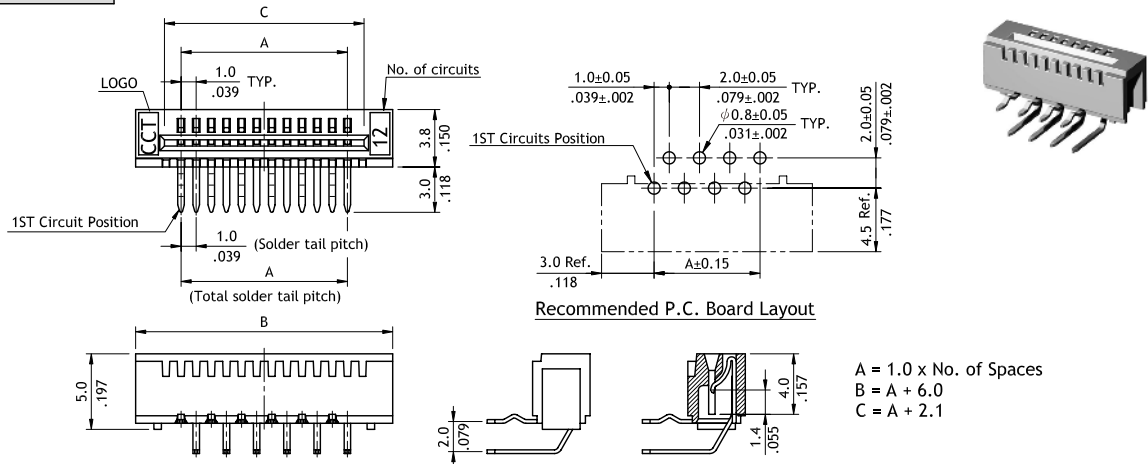 C
A
1.0
.039
TYP.
No. of circuits
LOGO
CCT
12
3.8
.150
3.0
.118
1ST Circuit Position
1.0
.039
(Solder tail pitch)
A
(Total solder tail pitch)
1.0±0.05
.039±.002
2.0±0.05
.079±.002
TYP.
ϕ0.8±0.05
.031±.002
TYP.
1ST Circuits Position
2.0±0.05
.079±.002
4.5 Ref.
.177
3.0 Ref.
.118
A±0.15
Recommended P.C. Board Layout
B
5.0
.197
2.0
.079
4.0
.157
1.4
.055
A = 1.0 x No. of Spaces
B = A + 6.0
C = A + 2.1